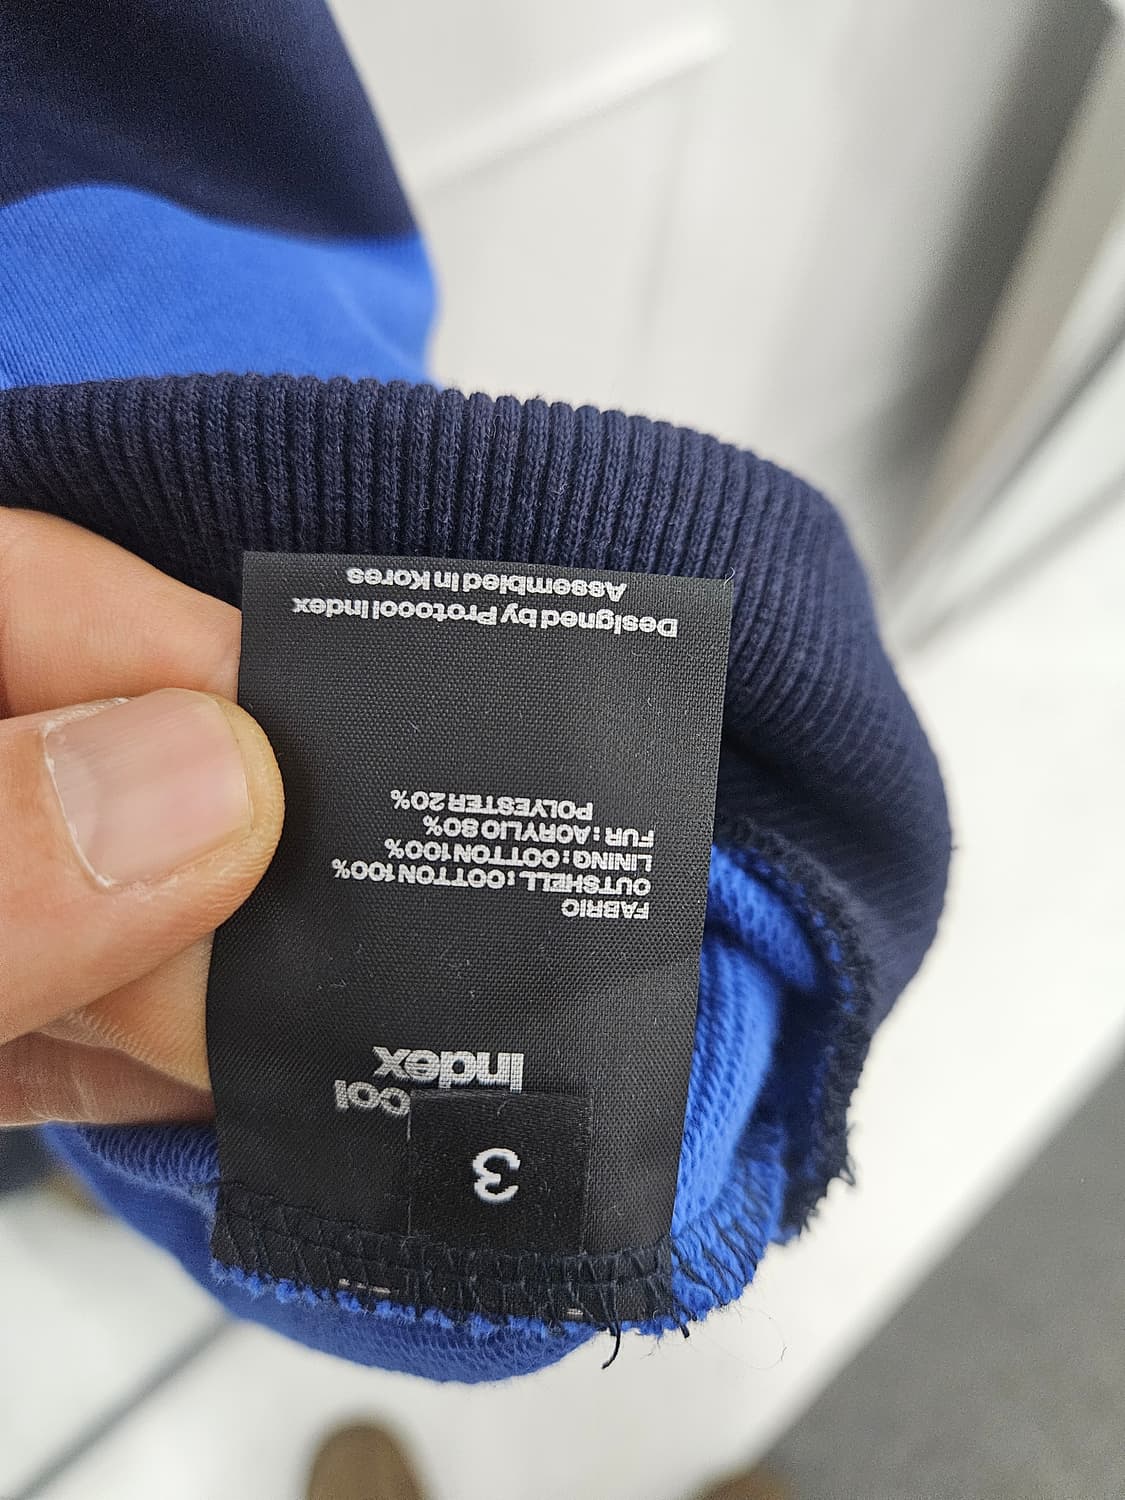 3
col
Index
FABRIC
OUTSHELL : COTTON 100%
LINING : COTTON 100%
FUR : ACRYLIC 80%
POLYESTER 20%
Designed by Protocol Index
Assembled in Korea